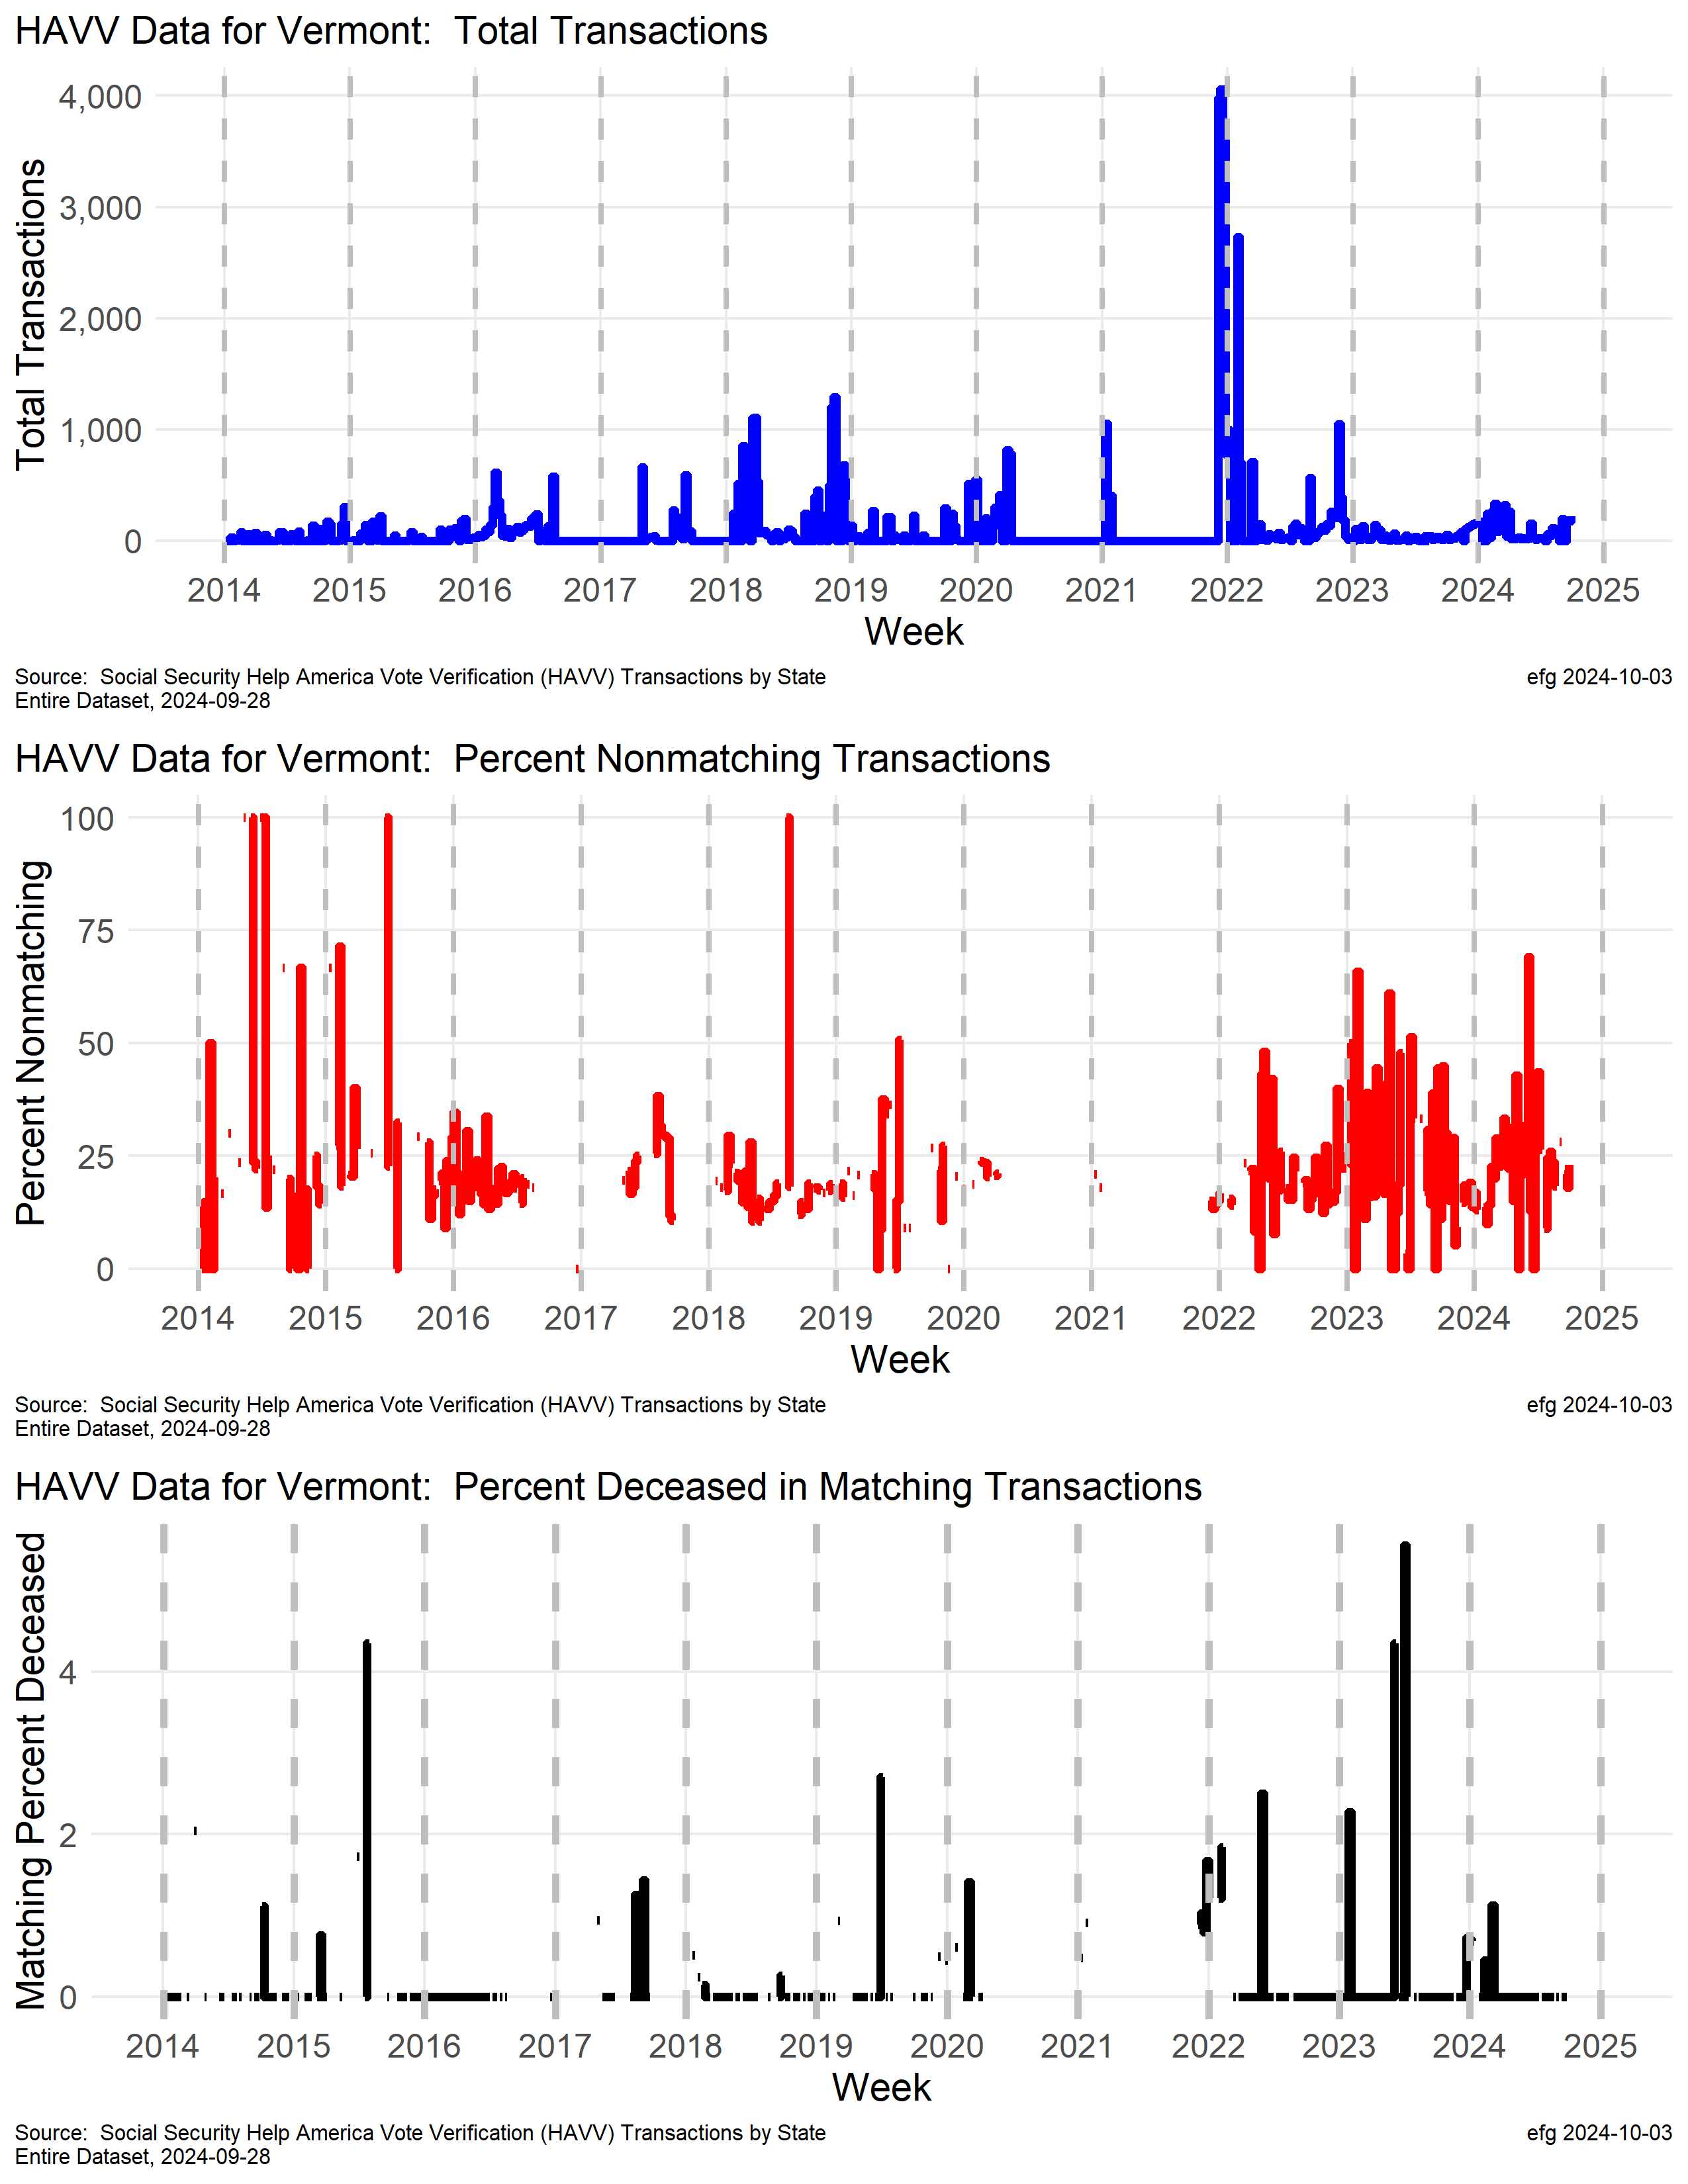 HAVV Data for Vermont:  Total Transactions
Total Transactions
4,000
3,000
2,000
1,000
0
2014 2015 2016 2017 2018 2019 2020 2021 2022 2023 2024 2025
Week
Source:  Social Security Help America Vote Verification (HAVV) Transactions by State
Entire Dataset, 2024-09-28
efg 2024-10-03
HAVV Data for Vermont:  Percent Nonmatching Transactions
Percent Nonmatching
100
75
50
25
0
2014 2015 2016 2017 2018 2019 2020 2021 2022 2023 2024 2025
Week
Source:  Social Security Help America Vote Verification (HAVV) Transactions by State
Entire Dataset, 2024-09-28
efg 2024-10-03
HAVV Data for Vermont:  Percent Deceased in Matching Transactions
Matching Percent Deceased
4
2
0
2014 2015 2016 2017 2018 2019 2020 2021 2022 2023 2024 2025
Week
Source:  Social Security Help America Vote Verification (HAVV) Transactions by State
Entire Dataset, 2024-09-28
efg 2024-10-03